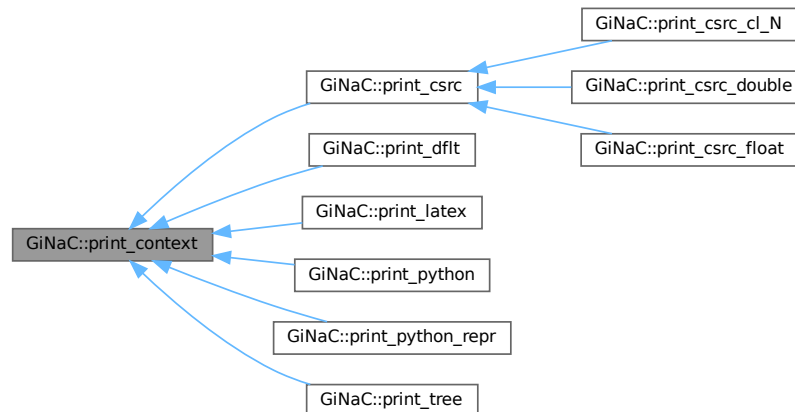 GiNaC::print_csrc_cl_N
GiNaC::print_csrc
GiNaC::print_csrc_double
GiNaC::print_csrc_float
GiNaC::print_dflt
GiNaC::print_latex
GiNaC::print_context
GiNaC::print_python
GiNaC::print_python_repr
GiNaC::print_tree